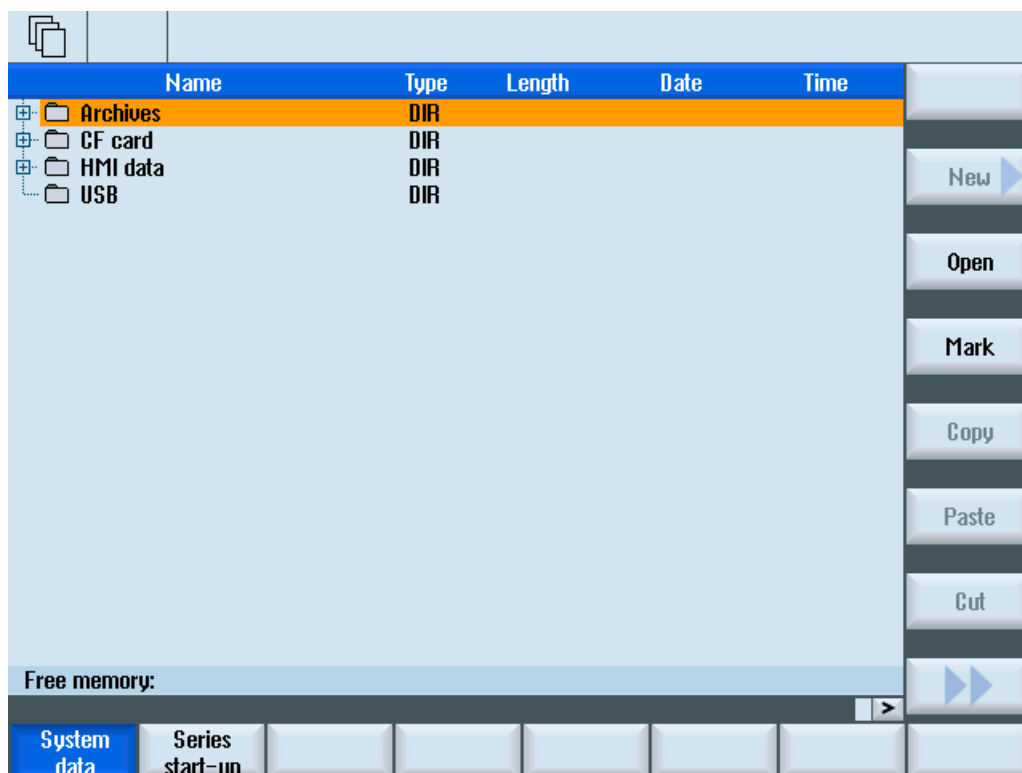 Name Type Length Date Time
Archives DIR
CF card DIR
HMI data DIR
USB DIR
New
Open
Mark
Copy
Paste
Cut
Free memory:
>
System
data
Series
start-up